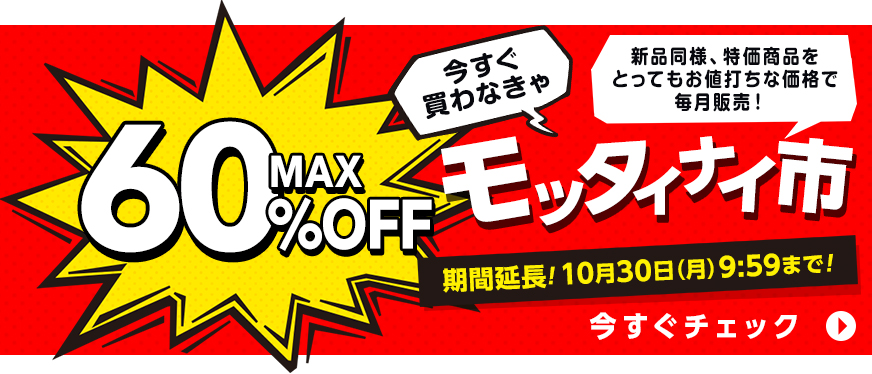 60
MAX
%OFF
今すぐ
買わなきゃ
新品同様、特価商品を
とってもお値打ちな価格で
毎月販売！
モッタイナイ市
期間延長！10月30日(月)9:59まで！
今すぐチェック